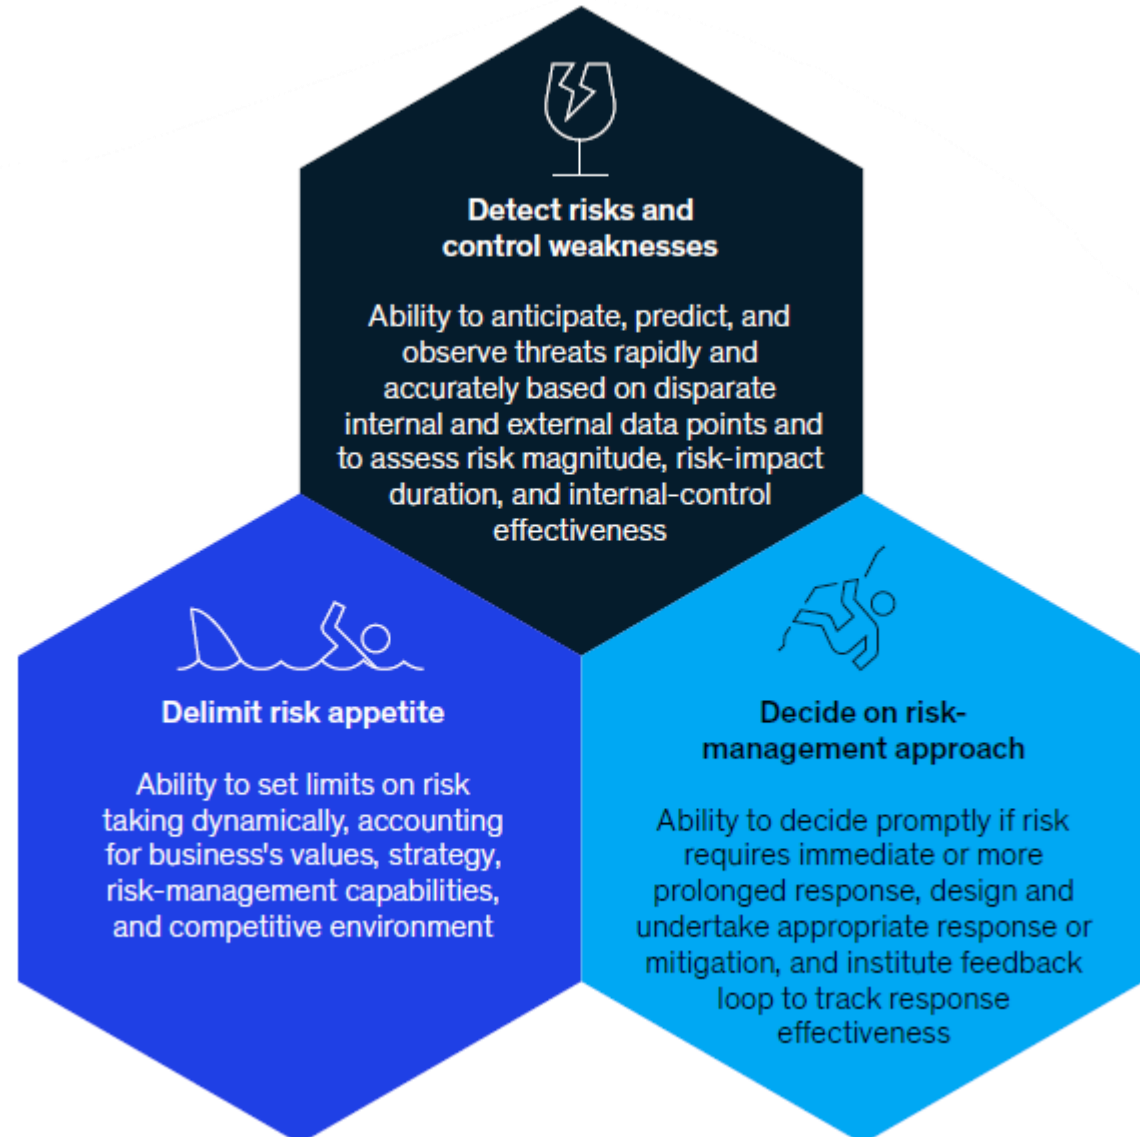 Detect risks and
control weaknesses
Ability to anticipate, predict, and
observe threats rapidly and
accurately based on disparate
internal and external data points and
to assess risk magnitude, risk-impact
duration, and internal-control
effectiveness
Delimit risk appetite
Ability to set limits on risk
taking dynamically, accounting
for business's values, strategy,
risk-management capabilities,
and competitive environment
Decide on risk-
management approach
Ability to decide promptly if risk
requires immediate or more
prolonged response, design and
undertake appropriate response or
mitigation, and institute feedback
loop to track response
effectiveness